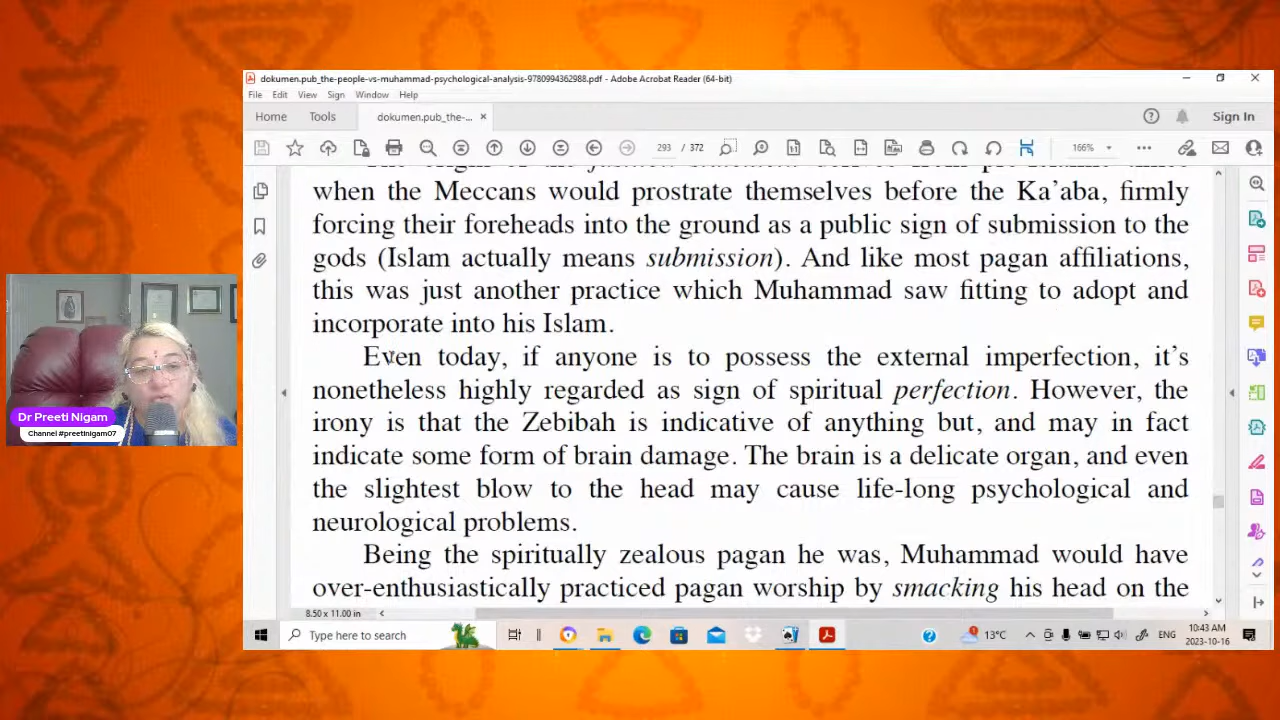 dokumen.pub_the-people-vs-muhammad-psychological-analysis-9780994362988.pdf - Adobe Acrobat Reader (64-bit)
File Edit View Sign Window Help
Home Tools dokumen.pub_the-... Sign In
293 / 372 166%
when the Meccans would prostrate themselves before the Ka'aba, firmly
forcing their foreheads into the ground as a public sign of submission to the
gods (Islam actually means submission). And like most pagan affiliations,
this was just another practice which Muhammad saw fitting to adopt and
incorporate into his Islam.
Even today, if anyone is to possess the external imperfection, it's
nonetheless highly regarded as sign of spiritual perfection. However, the
irony is that the Zebibah is indicative of anything but, and may in fact
indicate some form of brain damage. The brain is a delicate organ, and even
the slightest blow to the head may cause life-long psychological and
neurological problems.
Being the spiritually zealous pagan he was, Muhammad would have
over-enthusiastically practiced pagan worship by smacking his head on the
8.50 x 11.00 in
Dr Preeti Nigam
Channel #preetinigam07
Type here to search
13°C ENG 10:43 AM
2023-10-16